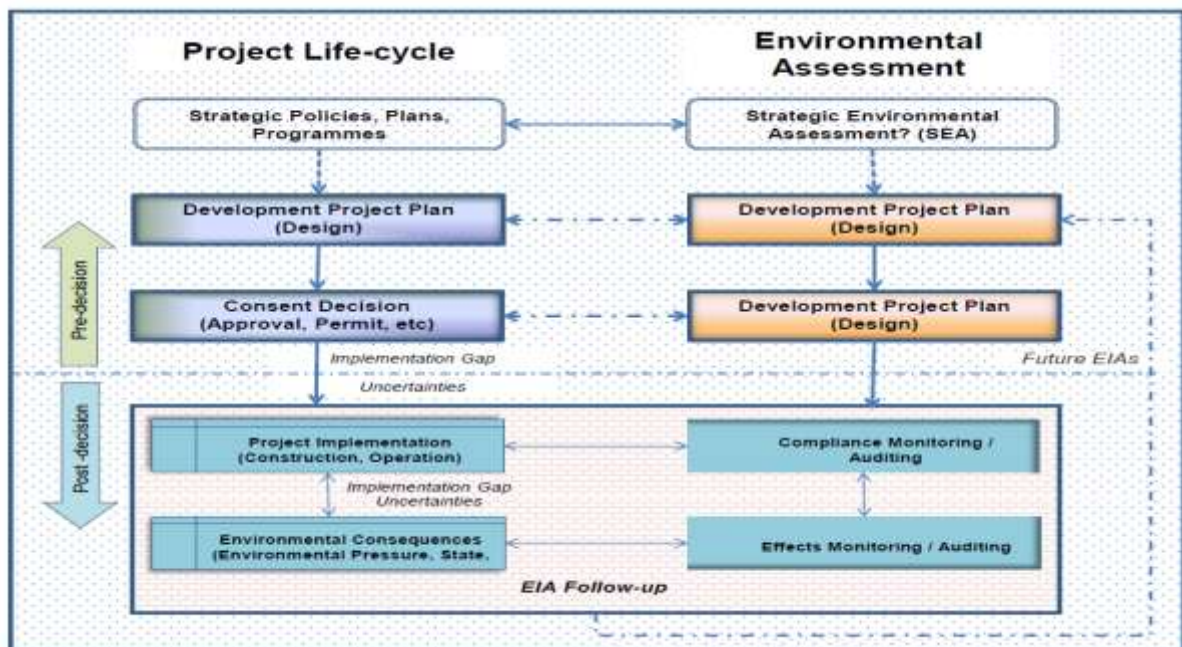 Project Life-cycle
Environmental
Assessment
Strategic Policies, Plans,
Programmes
Strategic Environmental
Assessment? (SEA)
Development Project Plan
(Design)
Development Project Plan
(Design)
Pre-decision
Consent Decision
(Approval, Permit, etc)
Development Project Plan
(Design)
Implementation Gap
Future EIAs
Uncertainties
Post -decision
Project Implementation
(Construction, Operation)
Compliance Monitoring /
Auditing
Implementation Gap
Uncertainties
Environmental Consequences
(Environmental Pressure, State,
Effects Monitoring / Auditing
EIA Follow-up